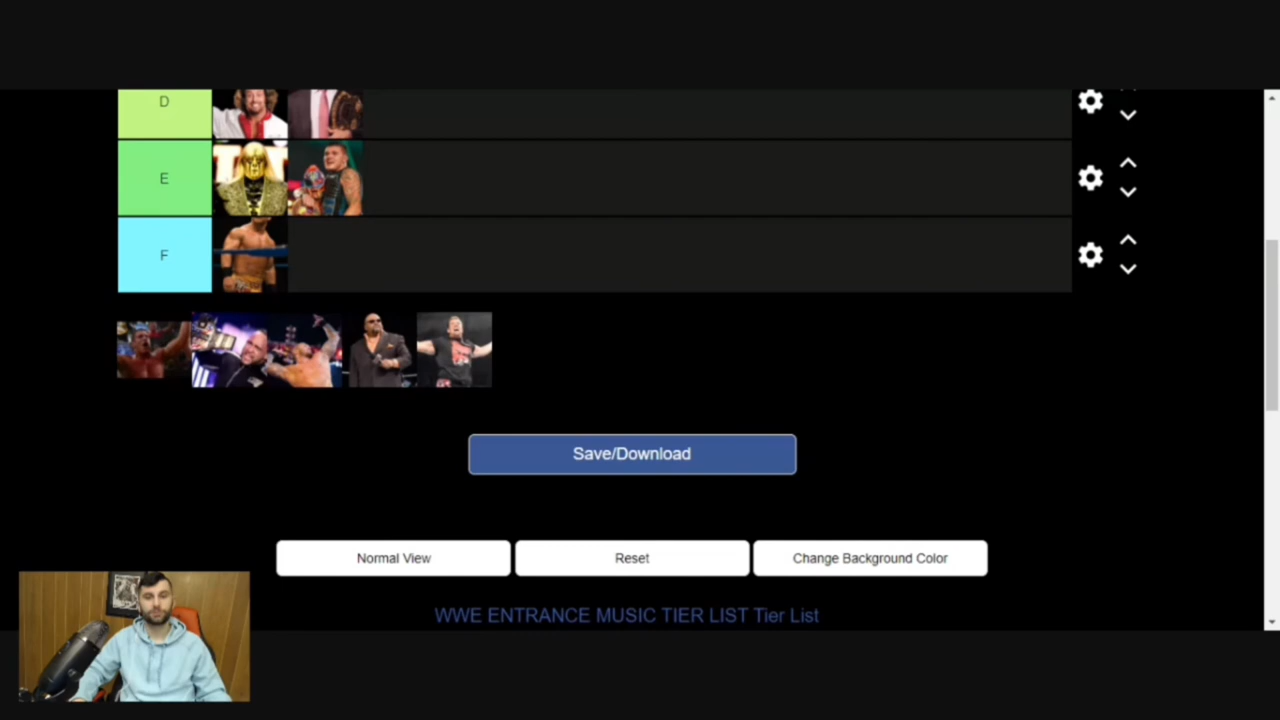 D
E
F
Save/Download
Normal View
Reset
Change Background Color
WWE ENTRANCE MUSIC TIER LIST Tier List